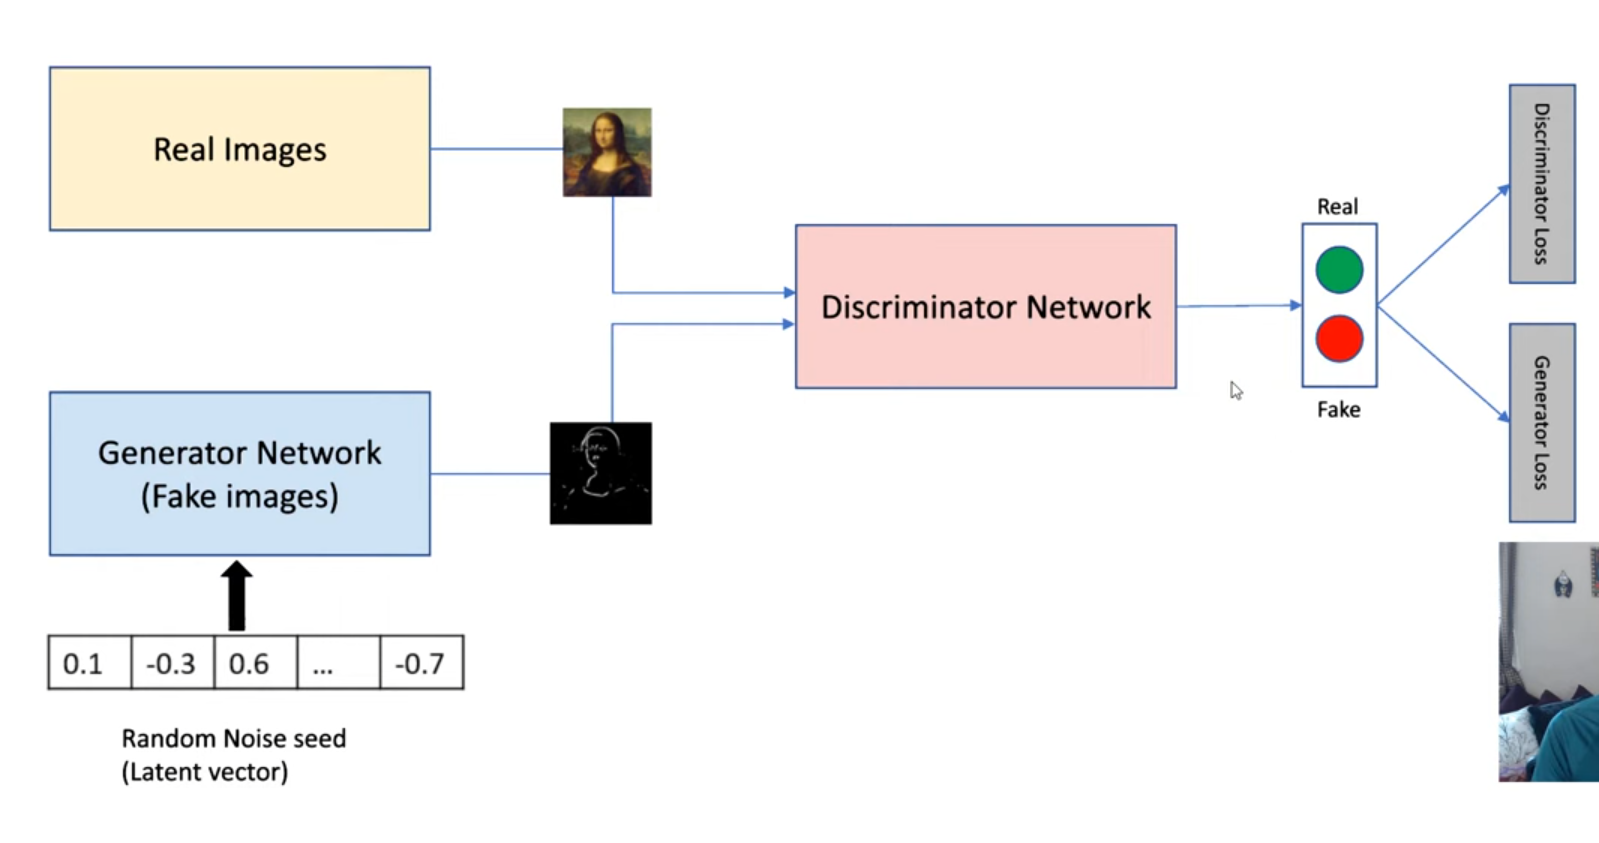 Real Images
Generator Network
(Fake images)
0.1 -0.3 0.6 ... -0.7
Random Noise seed
(Latent vector)
Discriminator Network
Real
Fake
Discriminator Loss
Generator Loss